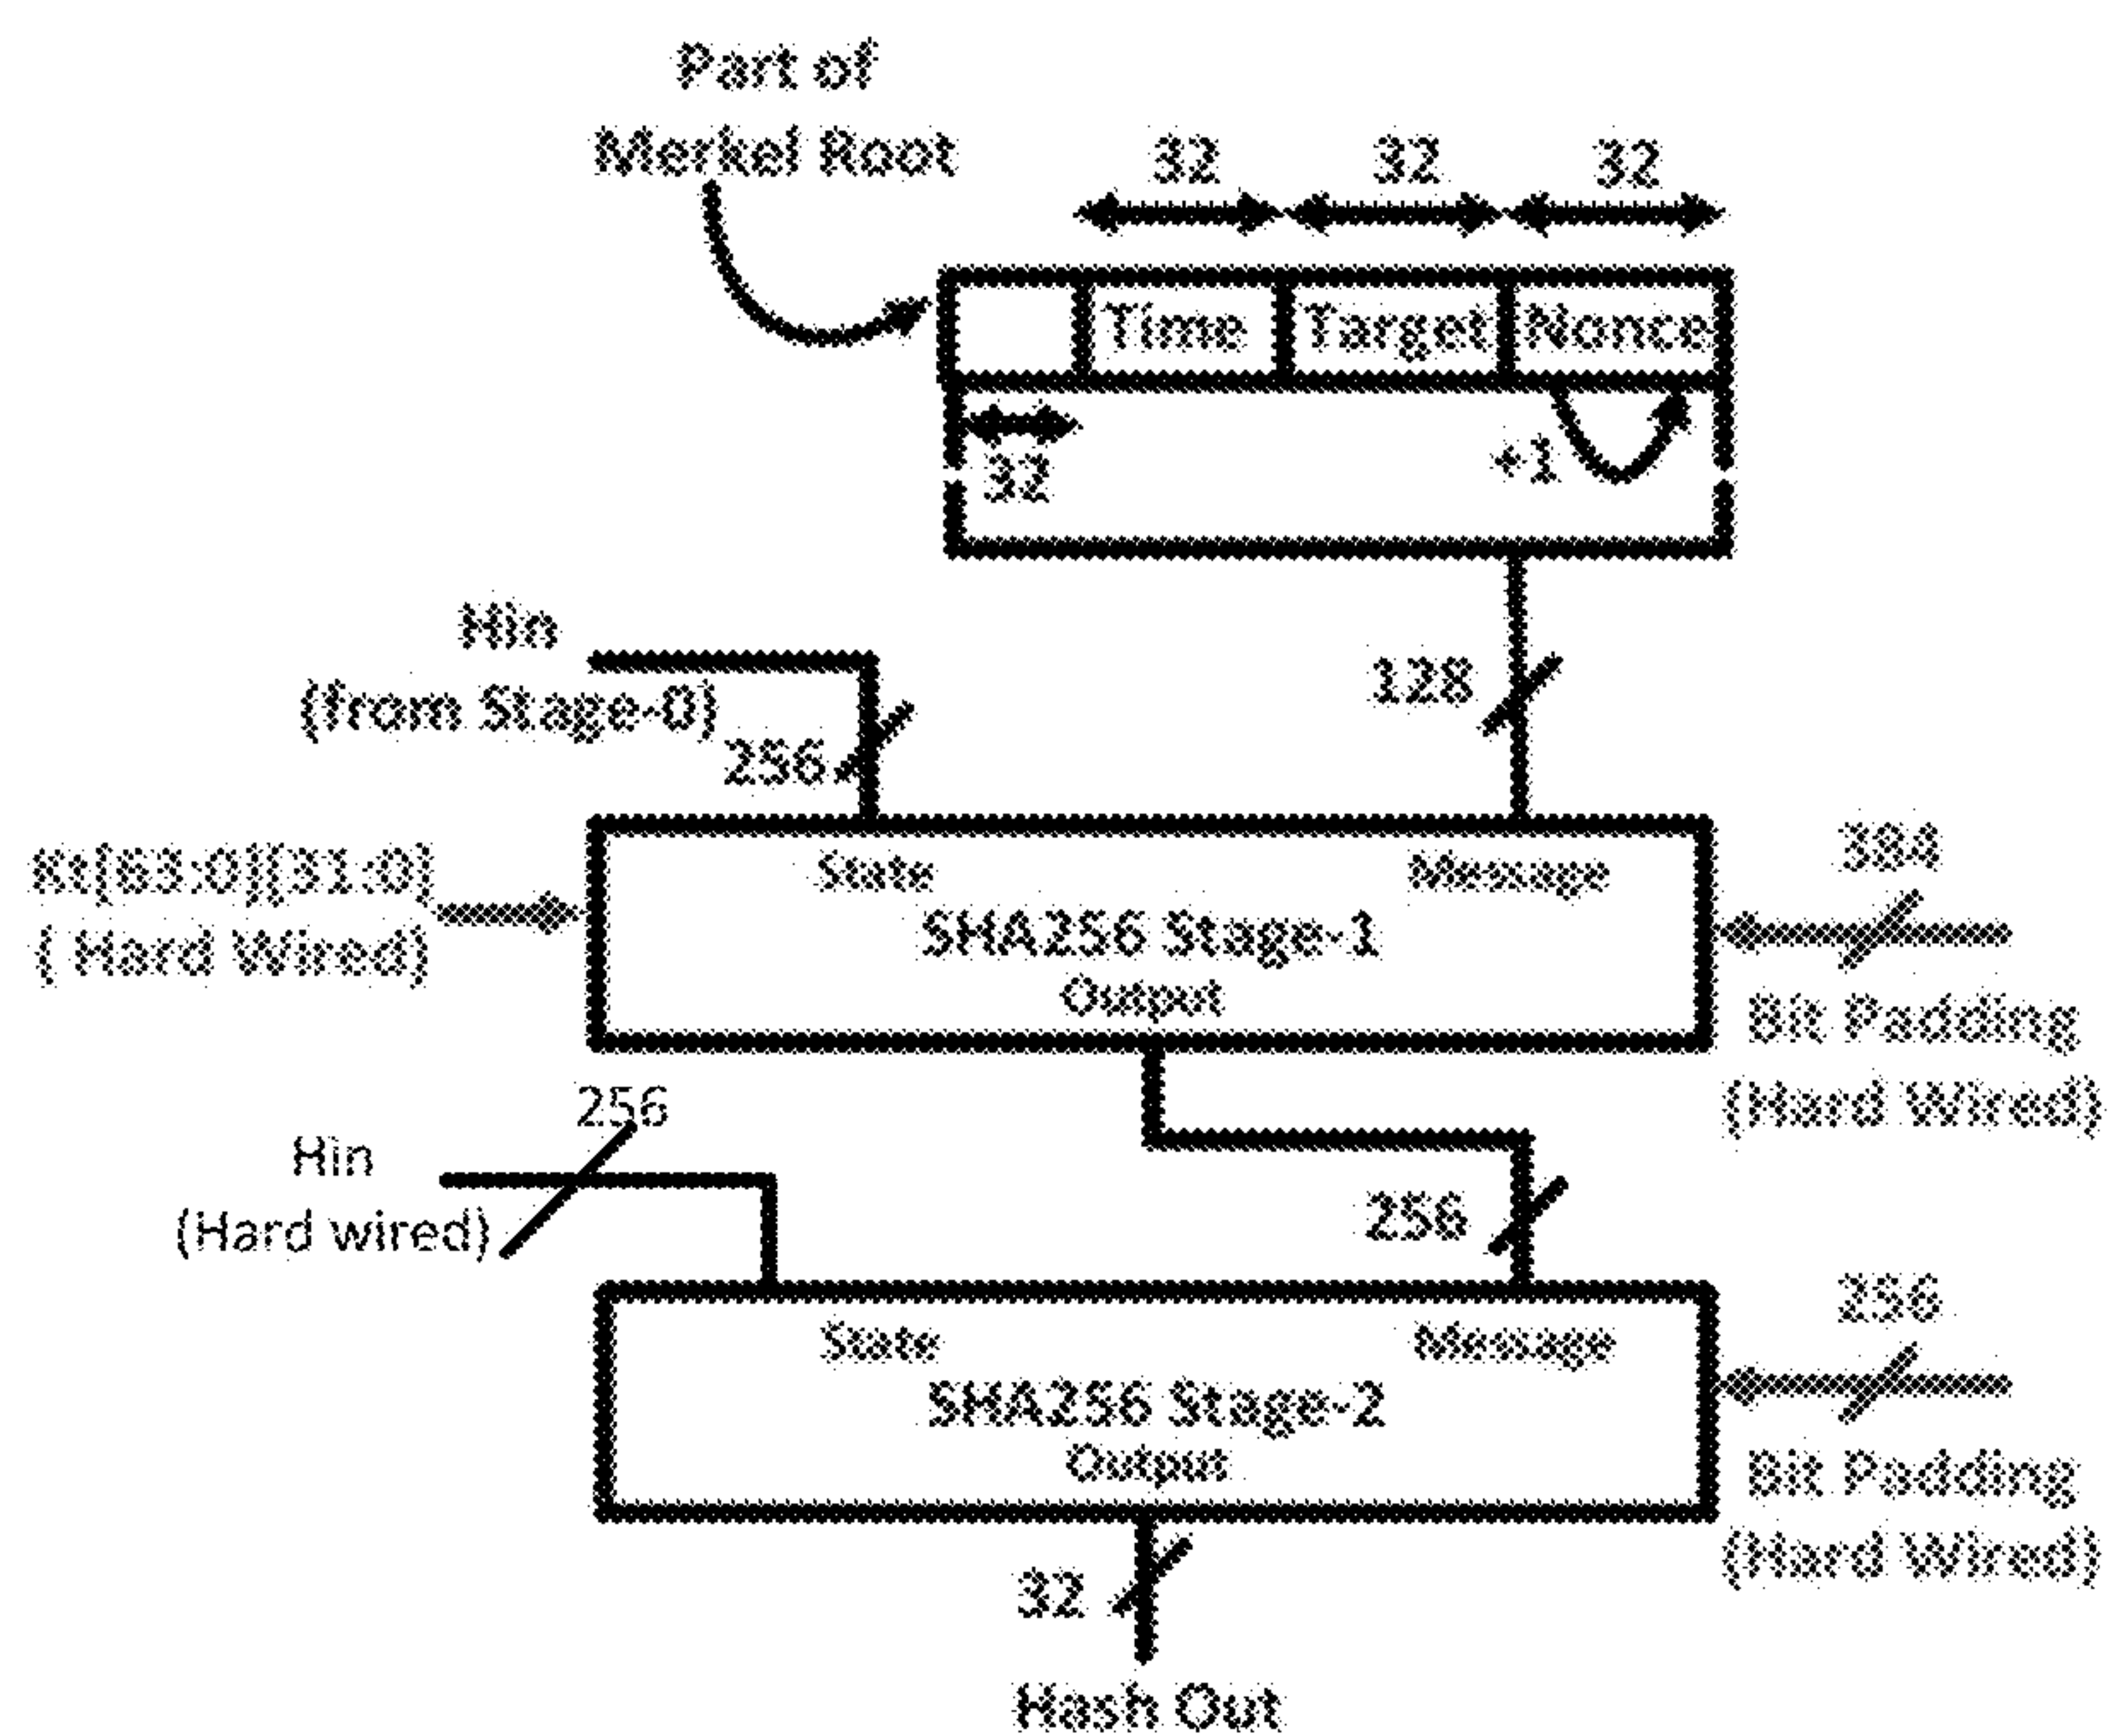 Part of
Merkel Root
32
32
32
Time
Target
Nonce
32
+1
Hin
(from Stage-0)
256
128
Kt[63:0][31:0]
( Hard Wired)
State
Message
SHA256 Stage-1
Output
384
Bit Padding
(Hard Wired)
256
Hin
(Hard wired)
256
State
Message
SHA256 Stage-2
Output
256
Bit Padding
(Hard Wired)
32
Hash Out